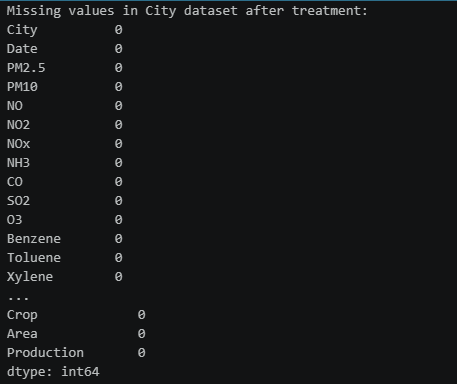 Missing values in City dataset after treatment:
City 0
Date 0
PM2.5 0
PM10 0
NO 0
NO2 0
NOx 0
NH3 0
CO 0
SO2 0
O3 0
Benzene 0
Toluene 0
Xylene 0
...
Crop 0
Area 0
Production 0
dtype: int64